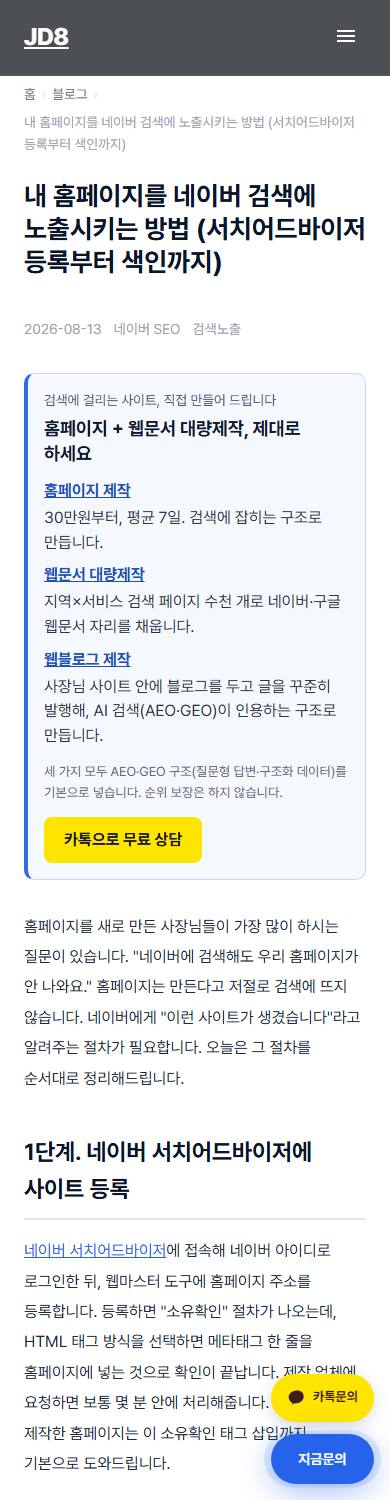 JD8
홈 › 블로그 ›
내 홈페이지를 네이버 검색에 노출시키는 방법 (서치어드바이저
등록부터 색인까지)
내 홈페이지를 네이버 검색에
노출시키는 방법 (서치어드바이저
등록부터 색인까지)
2026-08-13 네이버 SEO 검색노출
검색에 걸리는 사이트, 직접 만들어 드립니다
홈페이지 + 웹문서 대량제작, 제대로
하세요
홈페이지 제작
30만원부터, 평균 7일. 검색에 잡히는 구조로
만듭니다.
웹문서 대량제작
지역×서비스 검색 페이지 수천 개로 네이버·구글
웹문서 자리를 채웁니다.
웹블로그 제작
사장님 사이트 안에 블로그를 두고 글을 꾸준히
발행해, AI 검색(AEO·GEO)이 인용하는 구조로
만듭니다.
세 가지 모두 AEO·GEO 구조(질문형 답변·구조화 데이터)를
기본으로 넣습니다. 순위 보장은 하지 않습니다.
카톡으로 무료 상담
홈페이지를 새로 만든 사장님들이 가장 많이 하시는
질문이 있습니다. "네이버에 검색해도 우리 홈페이지가
안 나와요." 홈페이지는 만든다고 저절로 검색에 뜨지
않습니다. 네이버에게 "이런 사이트가 생겼습니다"라고
알려주는 절차가 필요합니다. 오늘은 그 절차를
순서대로 정리해드립니다.
1단계. 네이버 서치어드바이저에
사이트 등록
네이버 서치어드바이저에 접속해 네이버 아이디로
로그인한 뒤, 웹마스터 도구에 홈페이지 주소를
등록합니다. 등록하면 "소유확인" 절차가 나오는데,
HTML 태그 방식을 선택하면 메타태그 한 줄을
홈페이지에 넣는 것으로 확인이 끝납니다. 제작 업체에
요청하면 보통 몇 분 안에 처리해줍니다.
제작한 홈페이지는 이 소유확인 태그 삽입까지
기본으로 도와드립니다.
카톡문의
지금문의